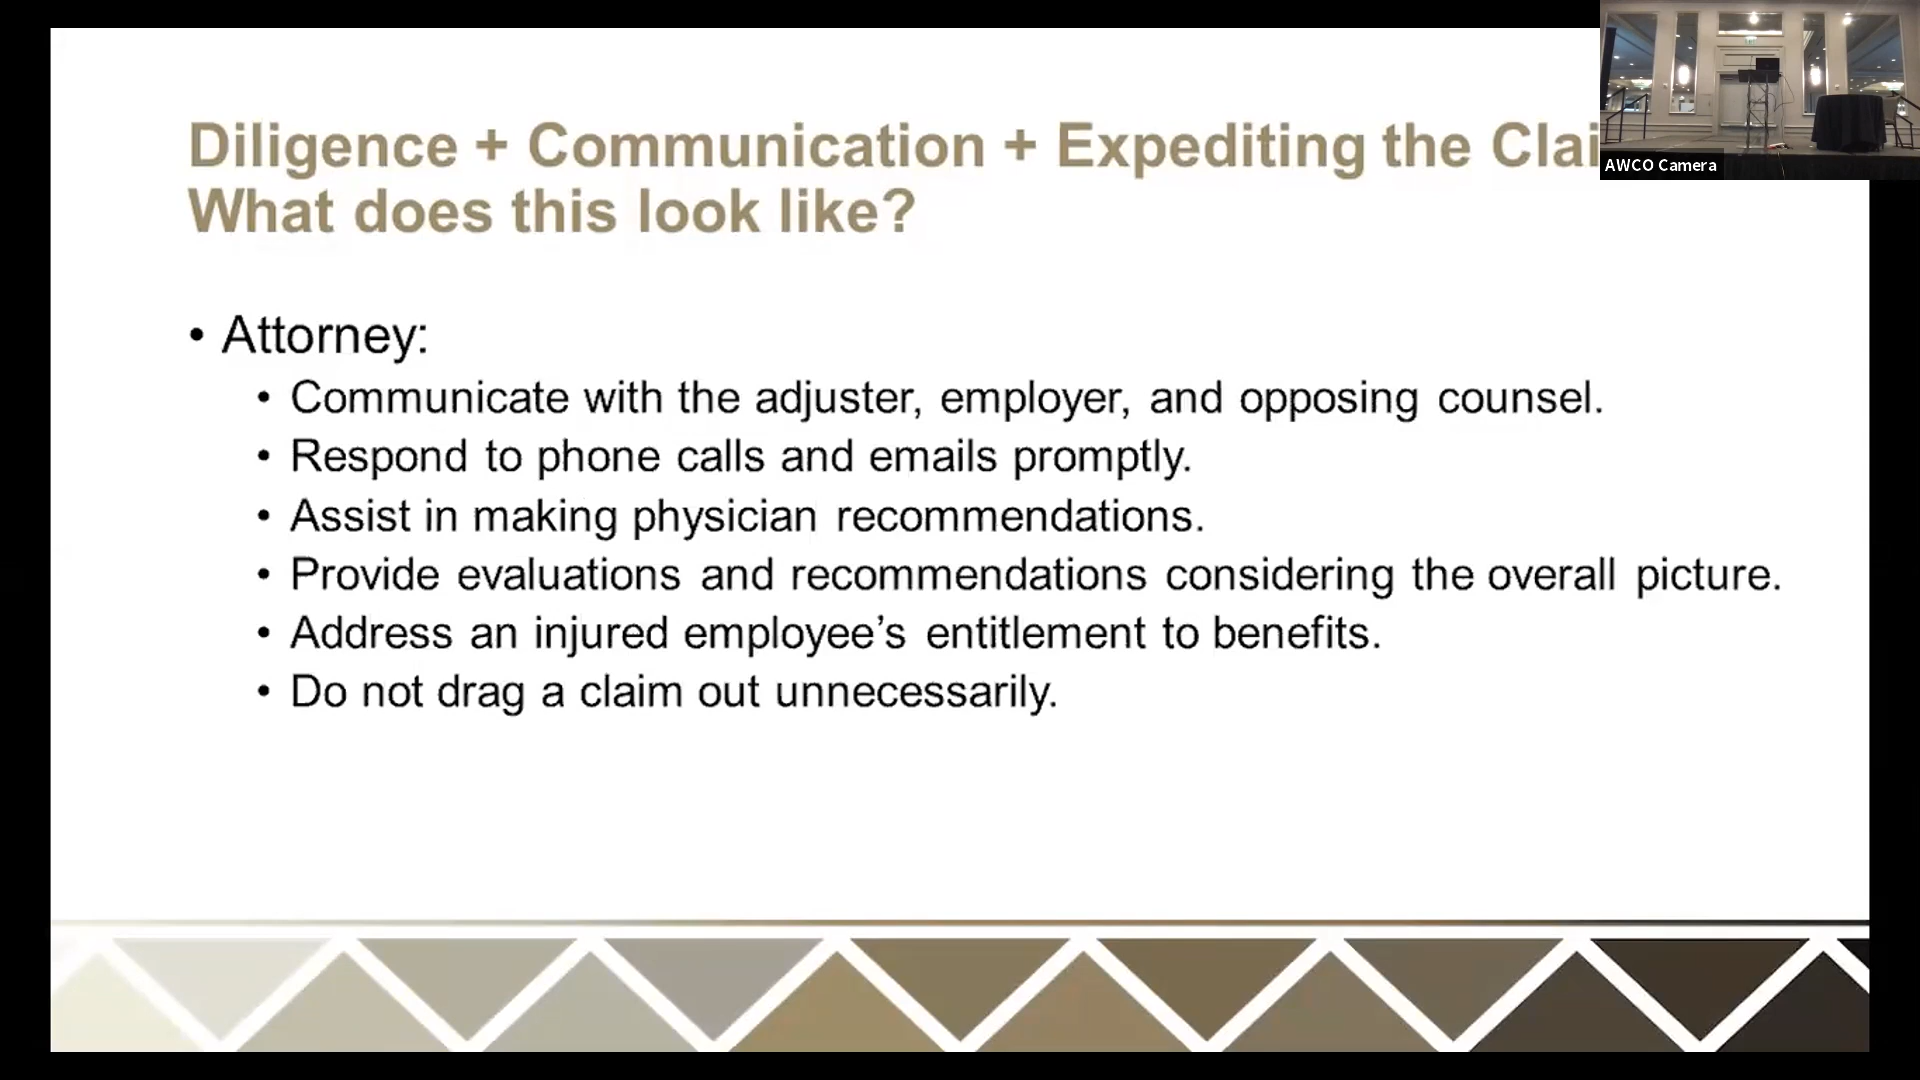 Diligence + Communication + Expediting the Clai
What does this look like?
• Attorney:
• Communicate with the adjuster, employer, and opposing counsel.
• Respond to phone calls and emails promptly.
• Assist in making physician recommendations.
• Provide evaluations and recommendations considering the overall picture.
• Address an injured employee’s entitlement to benefits.
• Do not drag a claim out unnecessarily.
AWCO Camera